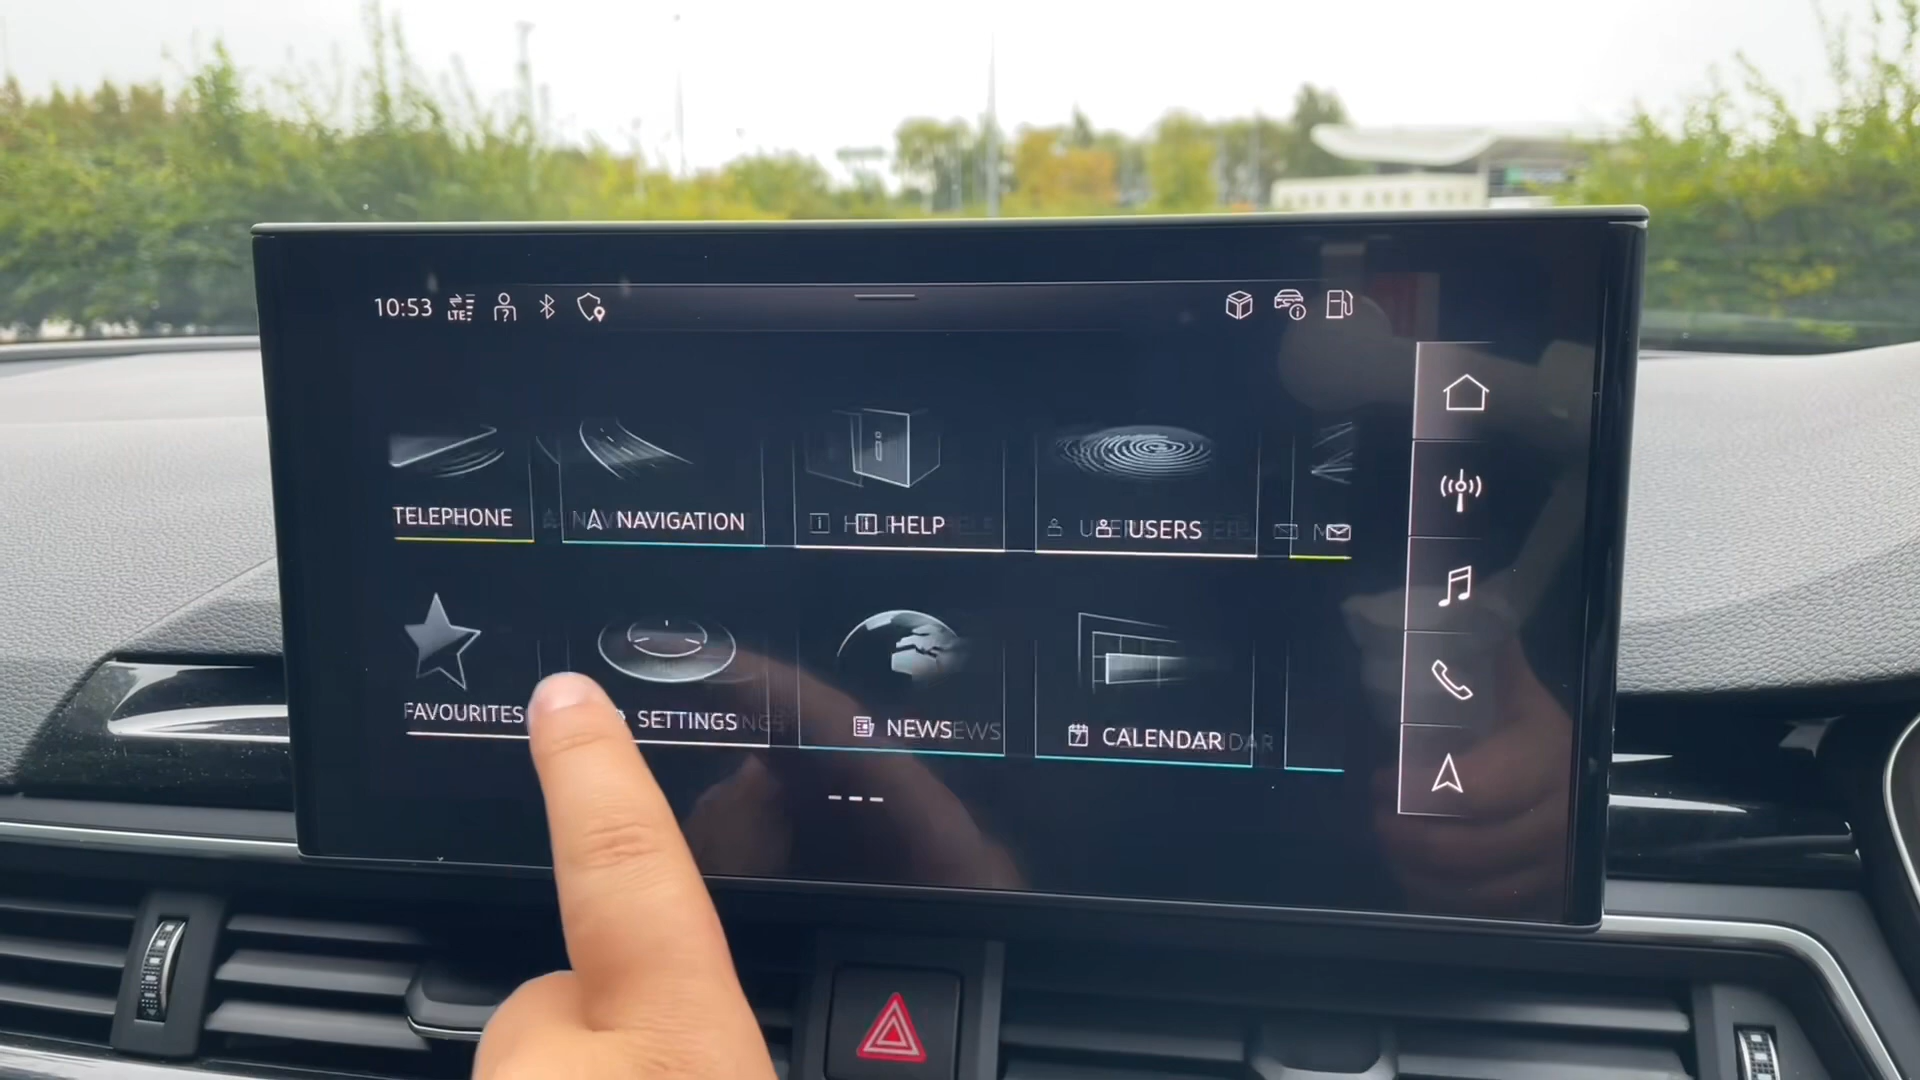 10:53 LTE
TELEPHONE NAVIGATION HELP USERS
FAVOURITES SETTINGS NEWS CALENDAR